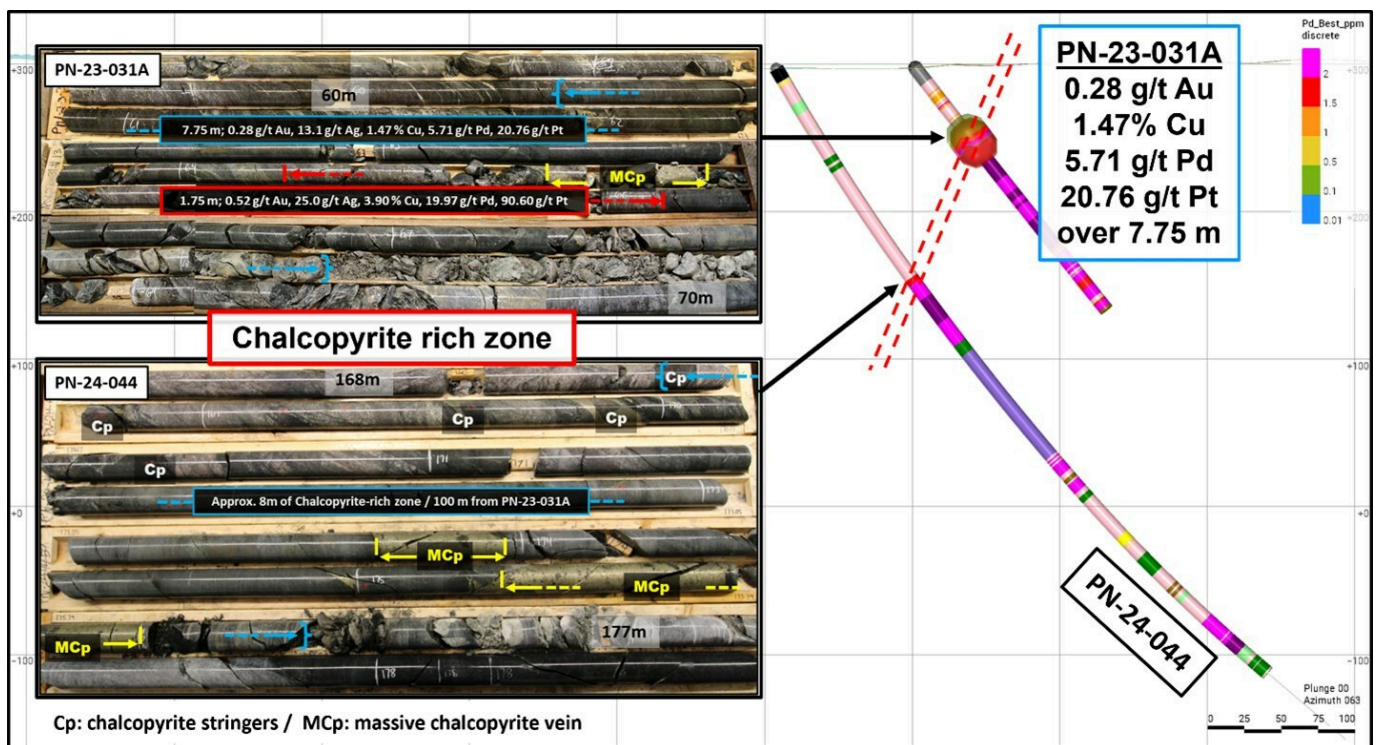 PN-23-031A
60m
7.75 m; 0.28 g/t Au, 13.1 g/t Ag, 1.47 % Cu, 5.71 g/t Pd, 20.76 g/t Pt
MCp
1.75 m; 0.52 g/t Au, 25.0 g/t Ag, 3.90 % Cu, 19.97 g/t Pd, 90.60 g/t Pt
70m
Chalcopyrite rich zone
PN-24-044
168m
Cp
Cp
Cp
Cp
Cp
171
Approx. 8m of Chalcopyrite-rich zone / 100 m from PN-23-031A
174
MCp
175
MCp
MCp
177m
178
Cp: chalcopyrite stringers / MCp: massive chalcopyrite vein
+300
+200
+100
+0
-100
PN-23-031A
0.28 g/t Au
1.47% Cu
5.71 g/t Pd
20.76 g/t Pt
over 7.75 m
Pd_Best_ppm
discrete
2
1.5
1
0.5
0.1
0.01
+300
+200
+100
+0
-100
PN-24-044
Plunge 00
Azimuth 063
0 25 50 75 100